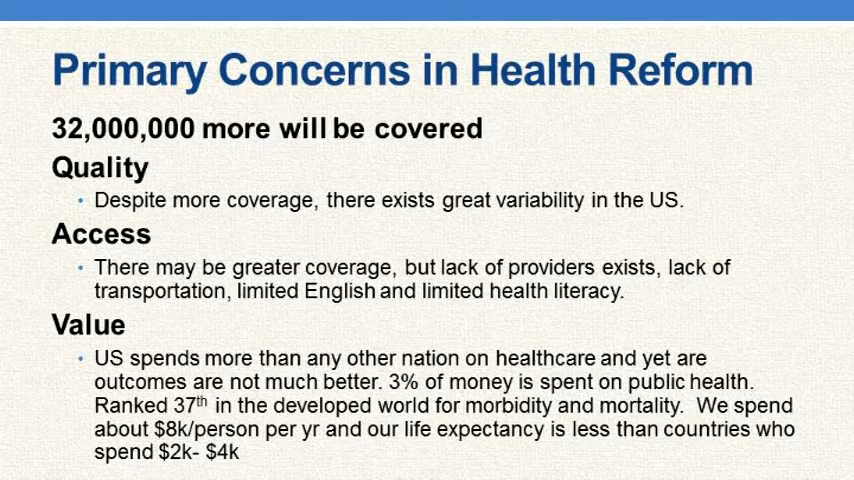 Primary Concerns in Health Reform
32,000,000 more will be covered
Quality
• Despite more coverage, there exists great variability in the US.
Access
• There may be greater coverage, but lack of providers exists, lack of
transportation, limited English and limited health literacy.
Value
• US spends more than any other nation on healthcare and yet are
outcomes are not much better. 3% of money is spent on public health.
Ranked 37th in the developed world for morbidity and mortality.  We spend
about $8k/person per yr and our life expectancy is less than countries who
spend $2k- $4k